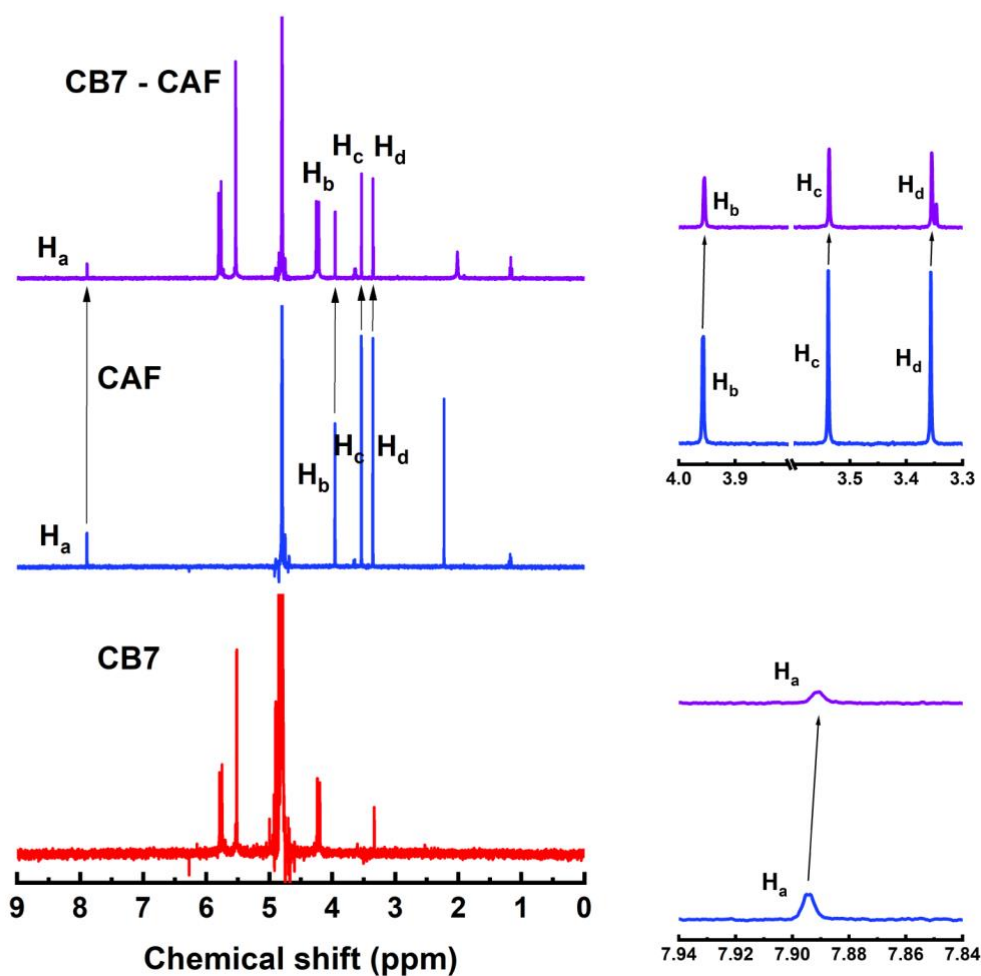 CB7 - CAF
Ha
Hb
Hc
Hd
CAF
Ha
Hb
Hc
Hd
CB7
9 8 7 6 5 4 3 2 1 0
Chemical shift (ppm)
Hb
Hc
Hd
Hb
Hc
Hd
4.0 3.9 3.5 3.4 3.3
Ha
Ha
7.94 7.92 7.90 7.88 7.86 7.84